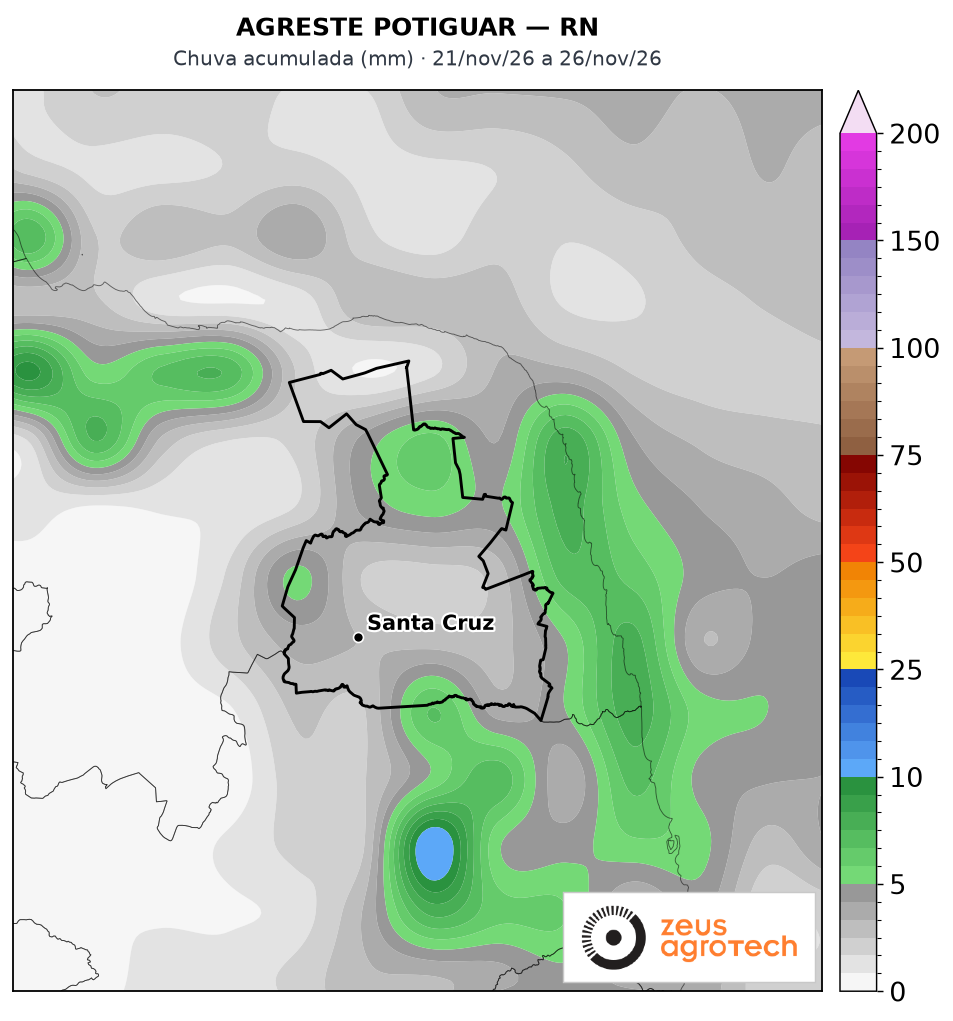 AGRESTE POTIGUAR — RN
Chuva acumulada (mm) · 21/nov/26 a 26/nov/26
200
150
100
75
50
25
10
5
0
Santa Cruz
zeus
agrotech